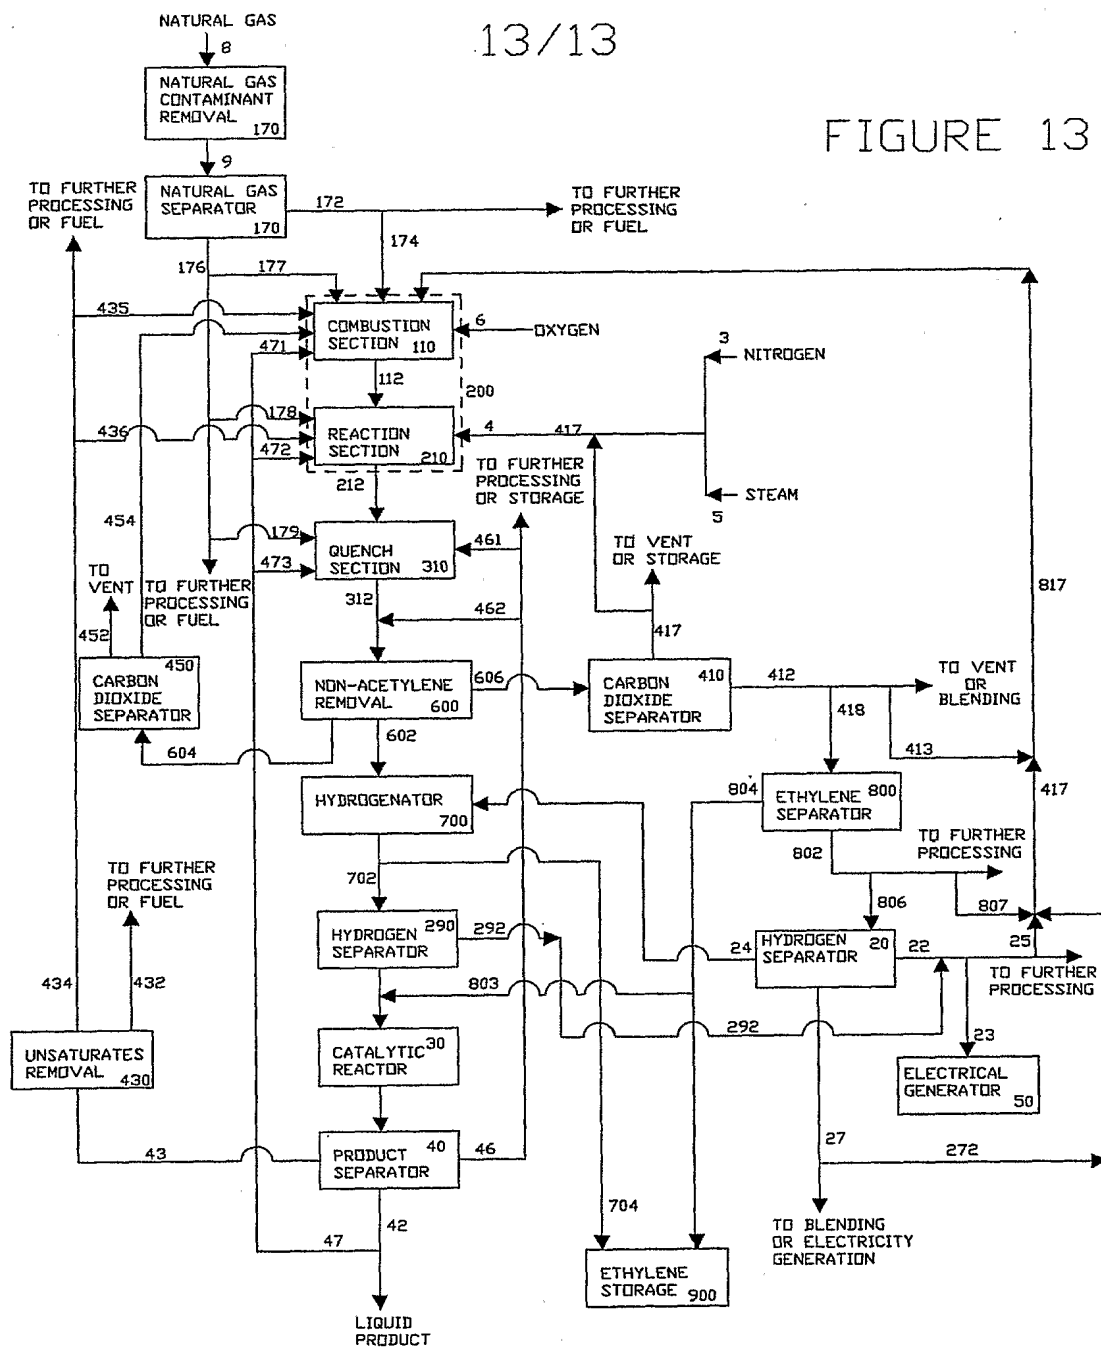 NATURAL GAS
13/13
8
NATURAL GAS
CONTAMINANT
REMOVAL
170
FIGURE 13
9
TO FURTHER
PROCESSING
OR FUEL
NATURAL GAS
SEPARATOR
170
172
TO FURTHER
PROCESSING
OR FUEL
174
176
177
435
COMBUSTION
SECTION
110
6
OXYGEN
3
NITROGEN
471
112
200
178
436
REACTION
SECTION
210
4
417
472
TO FURTHER
PROCESSING
OR STORAGE
212
STEAM
5
454
179
QUENCH
SECTION
310
461
TO VENT
OR STORAGE
473
TO
VENT
TO FURTHER
PROCESSING
OR FUEL
312
462
817
452
417
450
CARBON
DIOXIDE
SEPARATOR
NON-ACETYLENE
REMOVAL
600
606
CARBON
DIOXIDE
SEPARATOR
410
412
TO VENT
OR
BLENDING
418
604
602
413
HYDROGENATOR
700
804
ETHYLENE
SEPARATOR
800
417
802
TO FURTHER
PROCESSING
TO FURTHER
PROCESSING
OR FUEL
702
806
807
HYDROGEN
SEPARATOR
290
292
24
HYDROGEN
SEPARATOR
20
22
25
TO FURTHER
PROCESSING
434
432
803
292
23
UNSATURATES
REMOVAL
430
CATALYTIC
REACTOR
30
ELECTRICAL
GENERATOR
50
43
PRODUCT
SEPARATOR
40
46
27
272
42
704
47
TO BLENDING
OR ELECTRICITY
GENERATION
ETHYLENE
STORAGE
900
LIQUID
PRODUCT